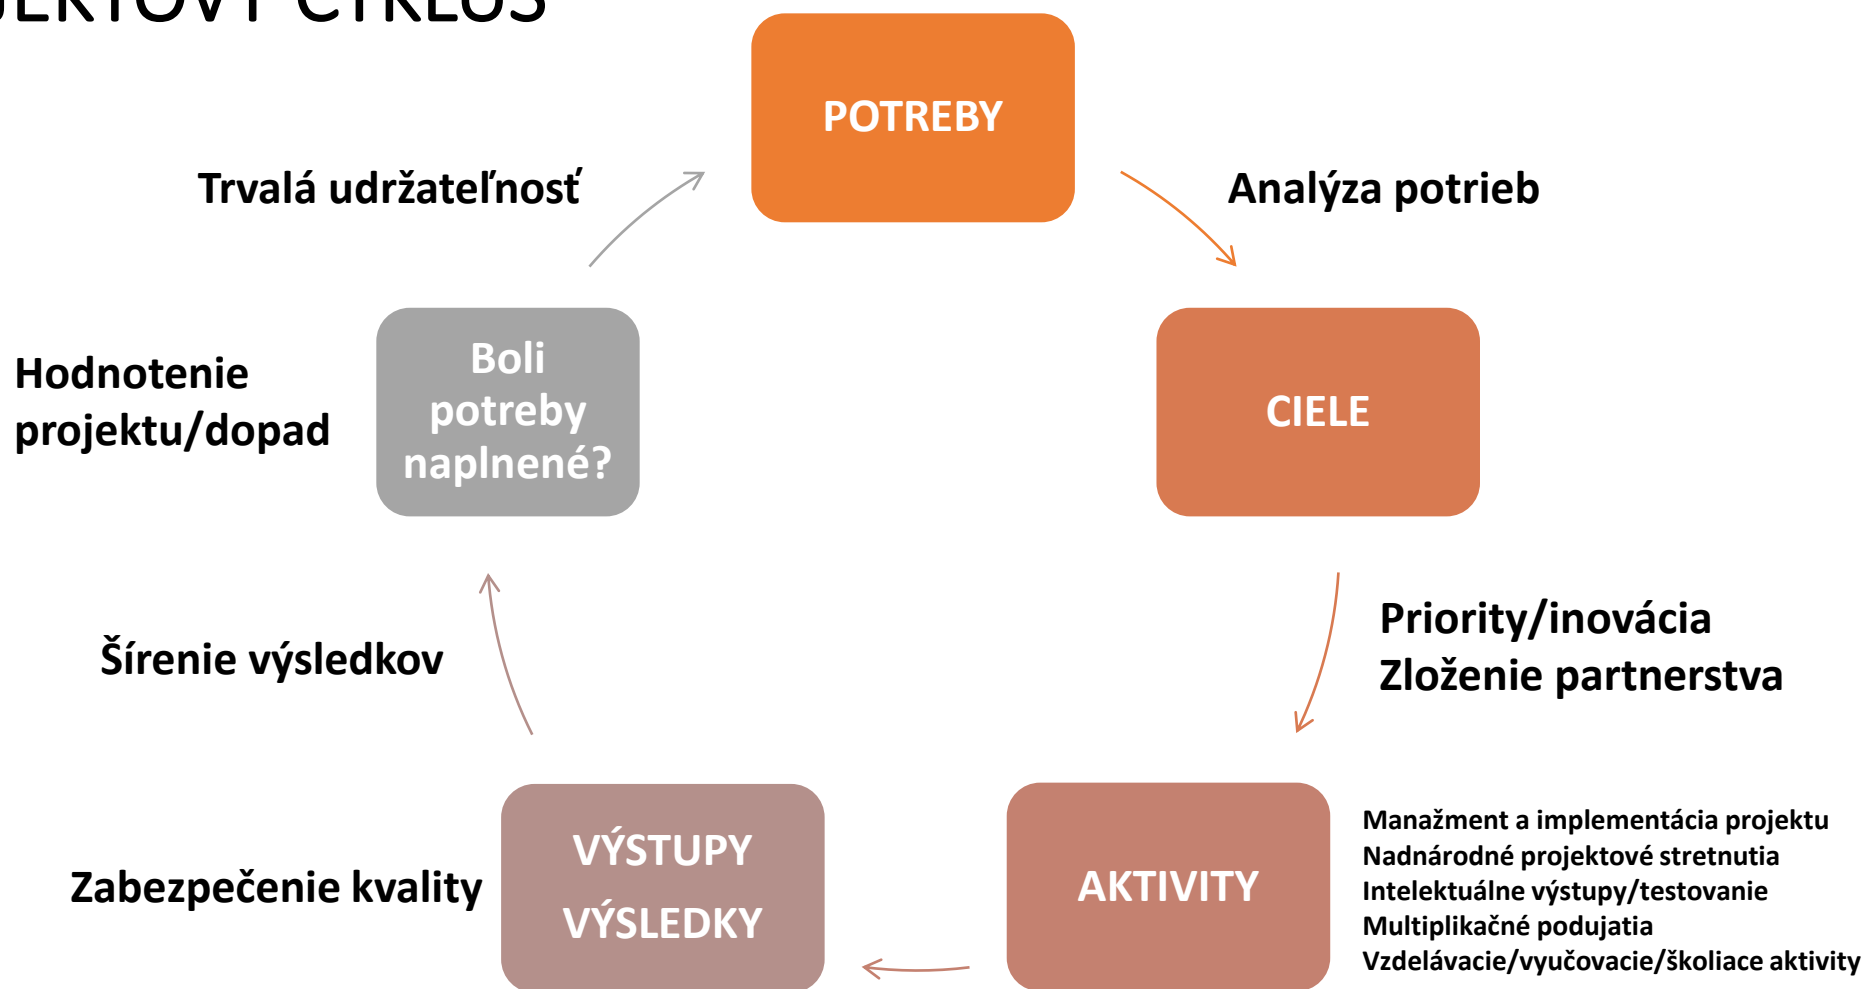 JEKTOVÝ CYKLUS
POTREBY
Trvalá udržateľnosť
Analýza potrieb
Boli
potreby
naplnené?
Hodnotenie
projektu/dopad
CIELE
Priority/inovácia
Zloženie partnerstva
Šírenie výsledkov
VÝSTUPY
VÝSLEDKY
Zabezpečenie kvality
AKTIVITY
Manažment a implementácia projektu
Nadnárodné projektové stretnutia
Intelektuálne výstupy/testovanie
Multiplikačné podujatia
Vzdelávacie/vyučovacie/školiace aktivity